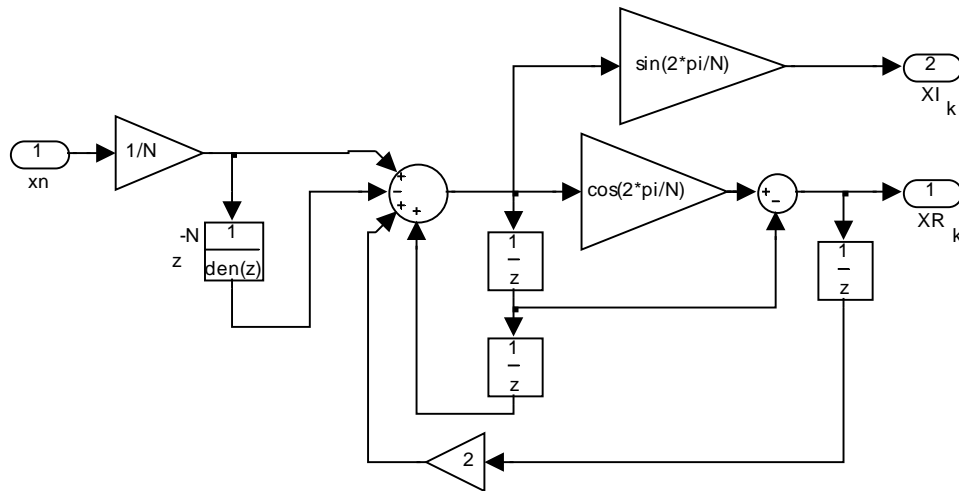 sin(2*pi/N)
2
XI
k
1
xn
1/N
+
−
+
+
cos(2*pi/N)
+
−
1
XR
k
-N
z
1
den(z)
1
z
1
z
1
z
2